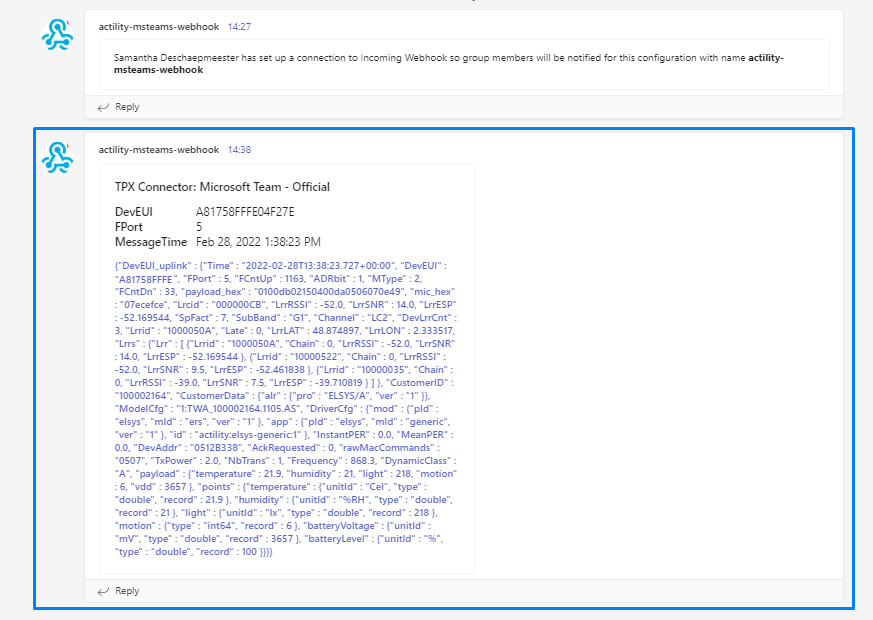 actility-msteams-webhook 14:27
Samantha Deschaepmeester has set up a connection to Incoming Webhook so group members will be notified for this configuration with name actility-
msteams-webhook
Reply
actility-msteams-webhook 14:38
TPX Connector: Microsoft Team - Official
DevEUI A81758FFFE04F27E
FPort 5
MessageTime Feb 28, 2022 1:38:23 PM
{"DevEUI_uplink" : {"Time" : "2022-02-28T13:38:23.727+00:00", "DevEUI" :
"A81758FFFE", "FPort" : 5, "FCntUp" : 1163, "ADRbit" : 1, "MType" : 2,
"FCntDn" : 33, "payload_hex" : "0100db02150400da0506070e49", "mic_hex"
: "07ecefce", "Lrcid" : "000000CB", "LrrRSSI" : -52.0, "LrrSNR" : 14.0, "LrrESP"
: -52.169544, "SpFact" : 7, "SubBand" : "G1", "Channel" : "LC2", "DevLrrCnt" :
3, "Lrrid" : "1000050A", "Late" : 0, "LrrLAT" : 48.874897, "LrrLON" : 2.333517,
"Lrrs" : {"Lrr" : [ {"Lrrid" : "1000050A", "Chain" : 0, "LrrRSSI" : -52.0, "LrrSNR" :
14.0, "LrrESP" : -52.169544 }, {"Lrrid" : "10000522", "Chain" : 0, "LrrRSSI" :
-52.0, "LrrSNR" : 9.5, "LrrESP" : -52.461838 }, {"Lrrid" : "10000035", "Chain" :
0, "LrrRSSI" : -39.0, "LrrSNR" : 7.5, "LrrESP" : -39.710819 } ] }, "CustomerID" :
"100002164", "CustomerData" : {"alr" : {"pro" : "ELSYS/A", "ver" : "1" }},
"ModelCfg" : "1:TWA_100002164.1105.AS", "DriverCfg" : {"mod" : {"pId" :
"elsys", "mId" : "ers", "ver" : "1" }, "app" : {"pId" : "elsys", "mId" : "generic",
"ver" : "1" }, "id" : "actility:elsys-generic:1" }, "InstantPER" : 0.0, "MeanPER" :
0.0, "DevAddr" : "0512B338", "AckRequested" : 0, "rawMacCommands" :
"0507", "TxPower" : 2.0, "NbTrans" : 1, "Frequency" : 868.3, "DynamicClass" :
"A", "payload" : {"temperature" : 21.9, "humidity" : 21, "light" : 218, "motion"
: 6, "vdd" : 3657 }, "points" : {"temperature" : {"unitId" : "Cel", "type" :
"double", "record" : 21.9 }, "humidity" : {"unitId" : "%RH", "type" : "double",
"record" : 21 }, "light" : {"unitId" : "lx", "type" : "double", "record" : 218 },
"motion" : {"type" : "int64", "record" : 6 }, "batteryVoltage" : {"unitId" :
"mV", "type" : "double", "record" : 3657 }, "batteryLevel" : {"unitId" : "%",
"type" : "double", "record" : 100 }}}}
Reply